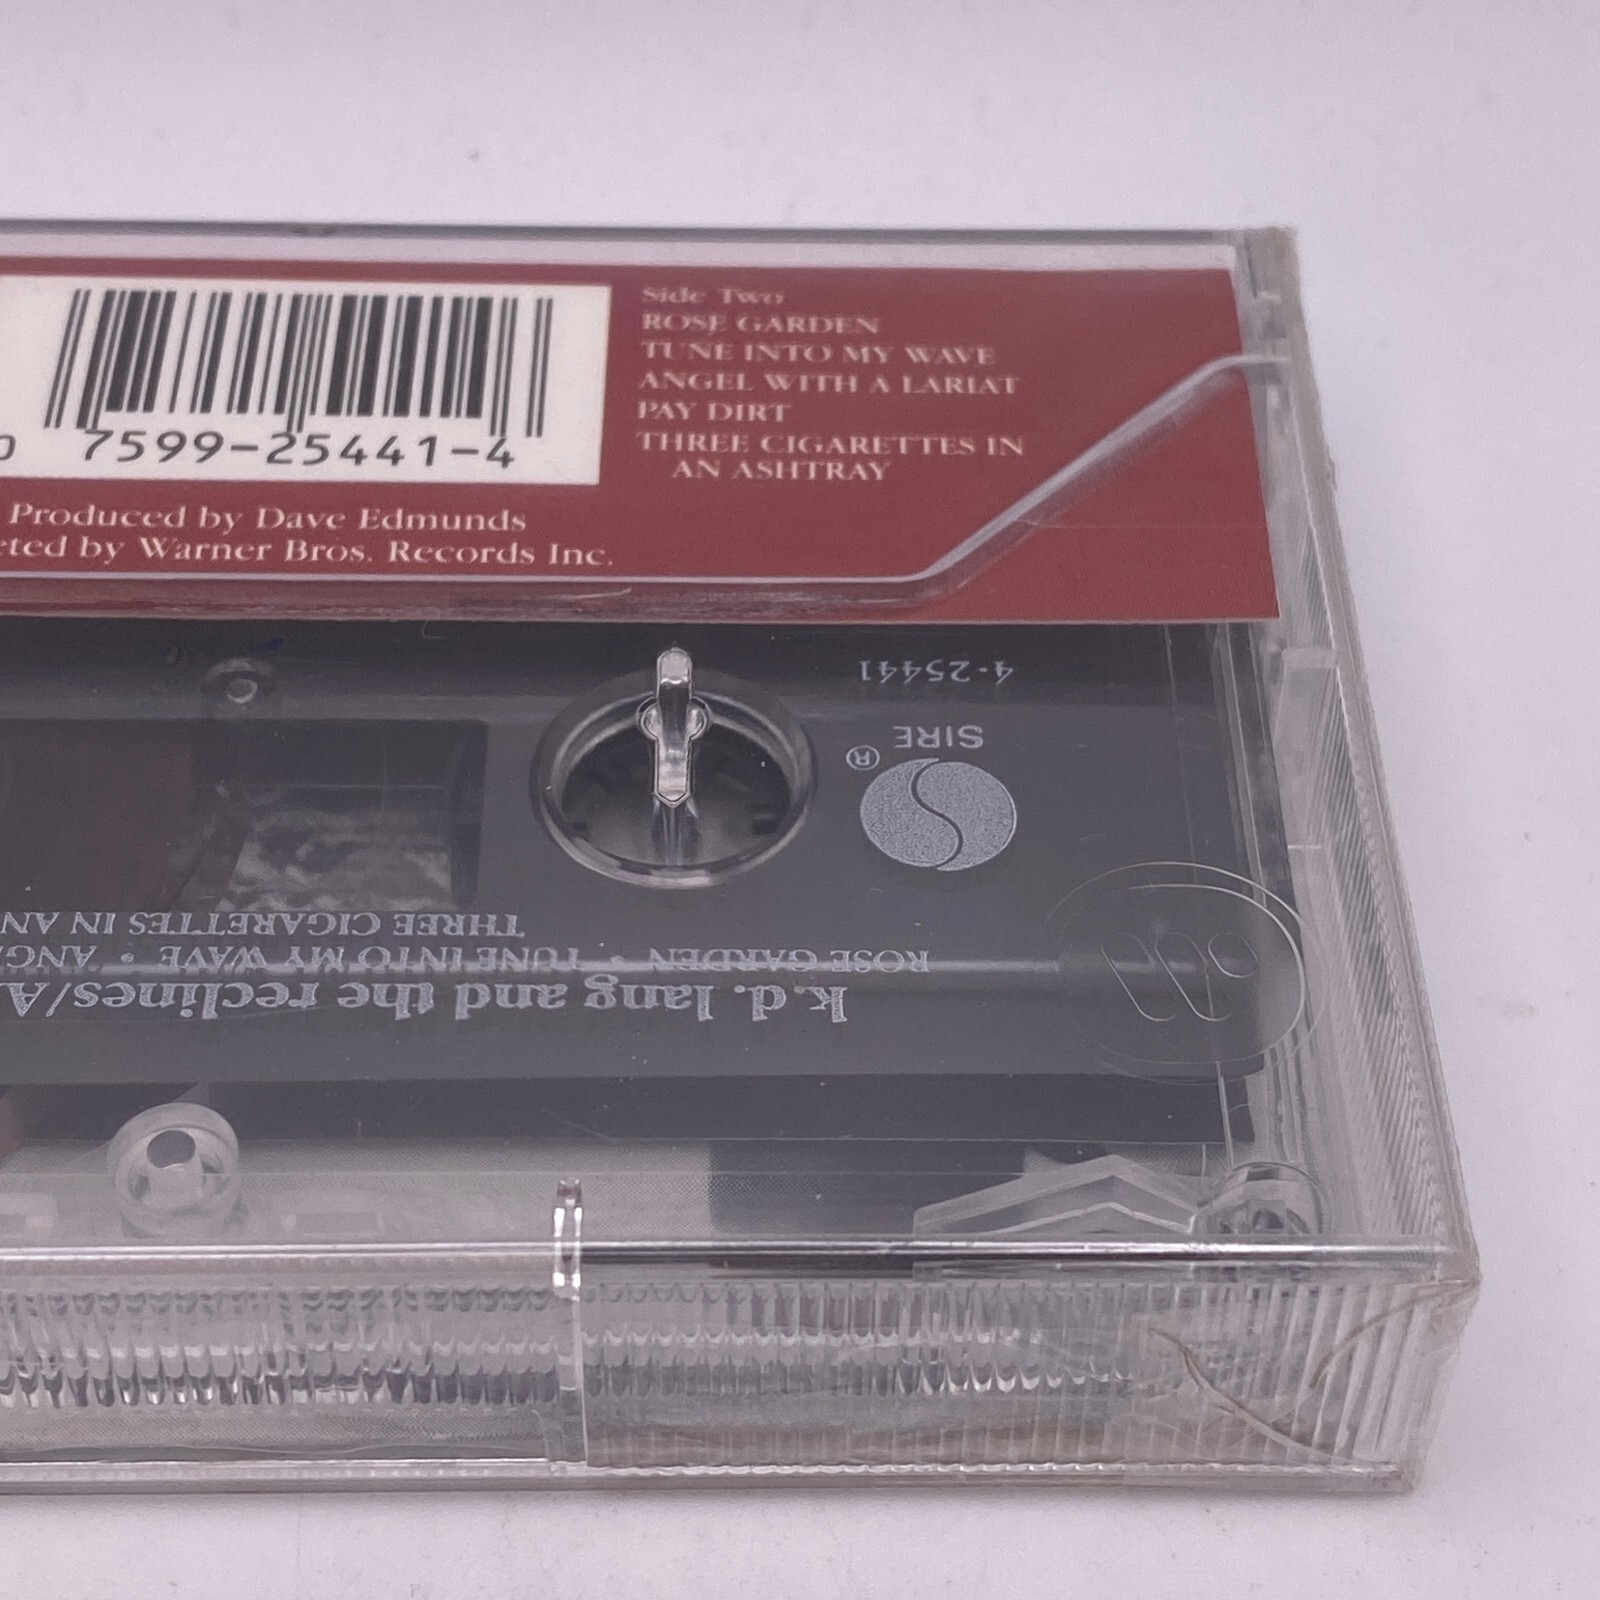 7599-25441-4
Produced by Dave Edmunds
by Warner Bros. Records Inc.
Side Two
ROSE GARDEN
TUNE INTO MY WAVE
ANGEL WITH A LARIAT
PAY DIRT
THREE CIGARETTES IN
AN ASHTRAY
4-25441
SIRE ®
THREE CIGARETTES IN AN
ROSE GARDEN · TUNE INTO MY WAVE ·
k.d. lang and the reclines/